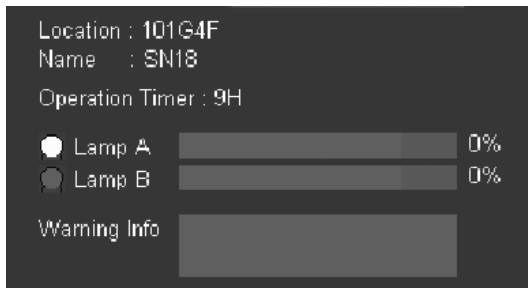 Location : 101G4F
Name : SN18
Operation Timer : 9H
Lamp A 0%
Lamp B 0%
Warning Info